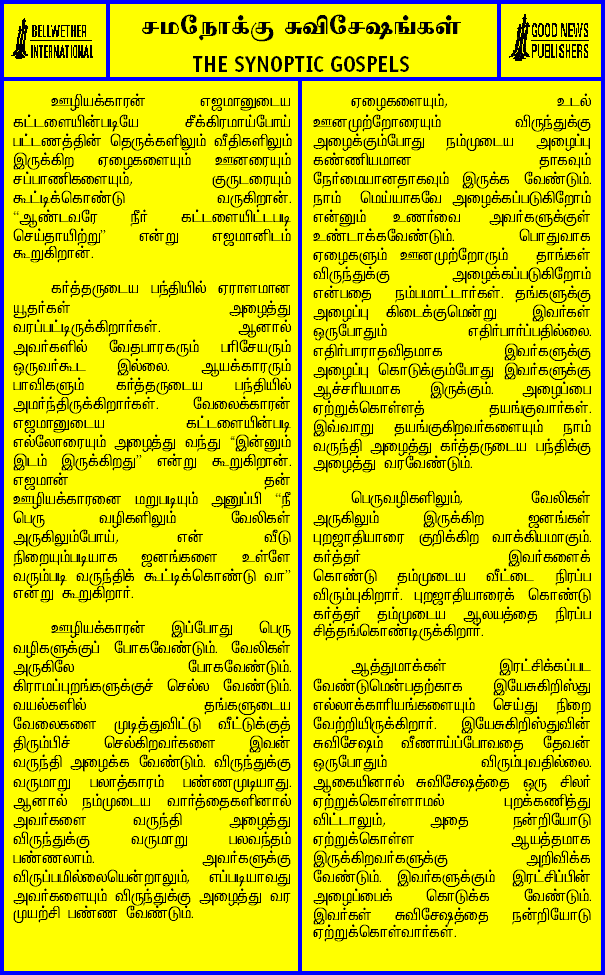 BELLWETHER
INTERNATIONAL
சமநோக்கு சுவிசேஷங்கள்
THE SYNOPTIC GOSPELS
GOOD NEWS
PUBLISHERS
ஊழியக்காரன் எஜமானுடைய
கட்டளையின்படியே சீக்கிரமாய்போய்
பட்டணத்தின் தெருக்களிலும் வீதிகளிலும்
இருக்கிற ஏழைகளையும் ஊனரையும்
சப்பாணிகளையும், குருடரையும்
கூட்டிக்கொண்டு வருகிறான்.
“ஆண்டவரே நீர் கட்டளையிட்டபடி
செய்தாயிற்று” என்று எஜமானிடம்
கூறுகிறான்.
கர்த்தருடைய பந்தியில் ஏராளமான
யூதர்கள் அழைத்து
வரப்பட்டிருக்கிறார்கள். ஆனால்
அவர்களில் வேதபாரகரும் பரிசேயரும்
ஒருவர்கூட இல்லை. ஆயக்காரரும்
பாவிகளும் கர்த்தருடைய பந்தியில்
அமர்ந்திருக்கிறார்கள். வேலைக்காரன்
எஜமானுடைய கட்டளையின்படி
எல்லோரையும் அழைத்து வந்து “இன்னும்
இடம் இருக்கிறது” என்று கூறுகிறான்.
எஜமான் தன்
ஊழியக்காரனை மறுபடியும் அனுப்பி “நீ
பெரு வழிகளிலும் வேலிகள்
அருகிலும்போய், என் வீடு
நிறையும்படியாக ஜனங்களை உள்ளே
வரும்படி வருந்திக் கூட்டிக்கொண்டு வா”
என்று கூறுகிறார்.
ஊழியக்காரன் இப்போது பெரு
வழிகளுக்குப் போகவேண்டும். வேலிகள்
அருகிலே போகவேண்டும்.
கிராமப்புறங்களுக்குச் செல்ல வேண்டும்.
வயல்களில் தங்களுடைய
வேலைகளை முடித்துவிட்டு வீட்டுக்குத்
திரும்பிச் செல்கிறவர்களை இவன்
வருந்தி அழைக்க வேண்டும். விருந்துக்கு
வருமாறு பலாத்காரம் பண்ணமுடியாது.
ஆனால் நம்முடைய வார்த்தைகளினால்
அவர்களை வருந்தி அழைத்து
விருந்துக்கு வருமாறு பலவந்தம்
பண்ணலாம். அவர்களுக்கு
விருப்பமில்லையென்றாலும், எப்படியாவது
அவர்களையும் விருந்துக்கு அழைத்து வர
முயற்சி பண்ண வேண்டும்.
ஏழைகளையும், உடல்
ஊனமுற்றோரையும் விருந்துக்கு
அழைக்கும்போது நம்முடைய அழைப்பு
கண்ணியமான தாகவும்
நேர்மையானதாகவும் இருக்க வேண்டும்.
நாம் மெய்யாகவே அழைக்கப்படுகிறோம்
என்னும் உணர்வை அவர்களுக்குள்
உண்டாக்கவேண்டும். பொதுவாக
ஏழைகளும் ஊனமுற்றோரும் தாங்கள்
விருந்துக்கு அழைக்கப்படுகிறோம்
என்பதை நம்பமாட்டார்கள். தங்களுக்கு
அழைப்பு கிடைக்குமென்று இவர்கள்
ஒருபோதும் எதிர்பார்ப்பதில்லை.
எதிர்பாராதவிதமாக இவர்களுக்கு
அழைப்பு கொடுக்கும்போது இவர்களுக்கு
ஆச்சரியமாக இருக்கும். அழைப்பை
ஏற்றுக்கொள்ளத் தயங்குவார்கள்.
இவ்வாறு தயங்குகிறவர்களையும் நாம்
வருந்தி அழைத்து கர்த்தருடைய பந்திக்கு
அழைத்து வரவேண்டும்.
பெருவழிகளிலும், வேலிகள்
அருகிலும் இருக்கிற ஜனங்கள்
புறஜாதியாரை குறிக்கிற வாக்கியமாகும்.
கர்த்தர் இவர்களைக்
கொண்டு தம்முடைய வீட்டை நிரப்ப
விரும்புகிறார். புறஜாதியாரைக் கொண்டு
கர்த்தர் தம்முடைய ஆலயத்தை நிரப்ப
சித்தங்கொண்டிருக்கிறார்.
ஆத்துமாக்கள் இரட்சிக்கப்பட
வேண்டுமென்பதற்காக இயேசுகிறிஸ்து
எல்லாக்காரியங்களையும் செய்து நிறை
வேற்றியிருக்கிறார். இயேசுகிறிஸ்துவின்
சுவிசேஷம் வீணாய்ப்போவதை தேவன்
ஒருபோதும் விரும்புவதில்லை.
ஆகையினால் சுவிசேஷத்தை ஒரு சிலர்
ஏற்றுக்கொள்ளாமல் புறக்கணித்து
விட்டாலும், அதை நன்றியோடு
ஏற்றுக்கொள்ள ஆயத்தமாக
இருக்கிறவர்களுக்கு அறிவிக்க
வேண்டும். இவர்களுக்கும் இரட்சிப்பின்
அழைப்பைக் கொடுக்க வேண்டும்.
இவர்கள் சுவிசேஷத்தை நன்றியோடு
ஏற்றுக்கொள்வார்கள்.